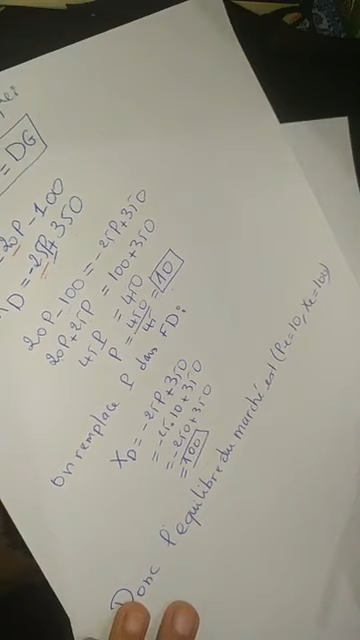 = DG
20P - 100
D = -25P + 350
20P - 100 = -25P + 350
20P + 25P = 100 + 350
45P = 450
P = 450/45 = 10
On remplace P dans FD:
XD = -25P + 350
= -25.10 + 350
= -250 + 350
= 100
Donc l'equilibre du marché est (Pe=10, Xe=100)